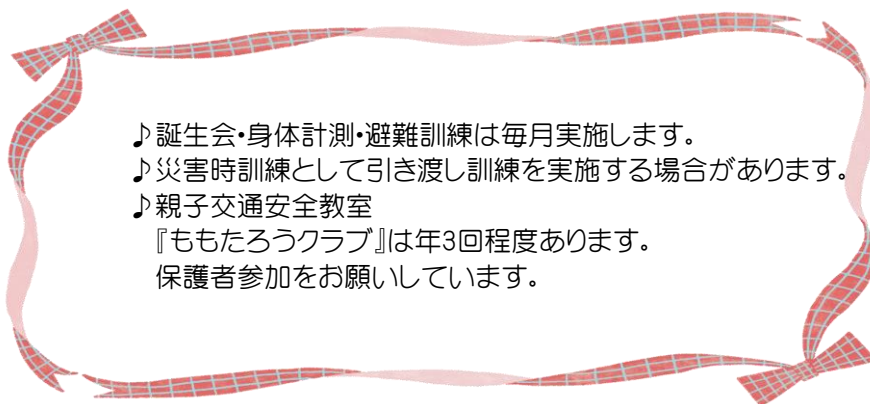 ♪誕生会・身体計測・避難訓練は毎月実施します。
♪災害時訓練として引き渡し訓練を実施する場合があります。
♪親子交通安全教室
『ももたろうクラブ』は年3回程度あります。
保護者参加をお願いしています。